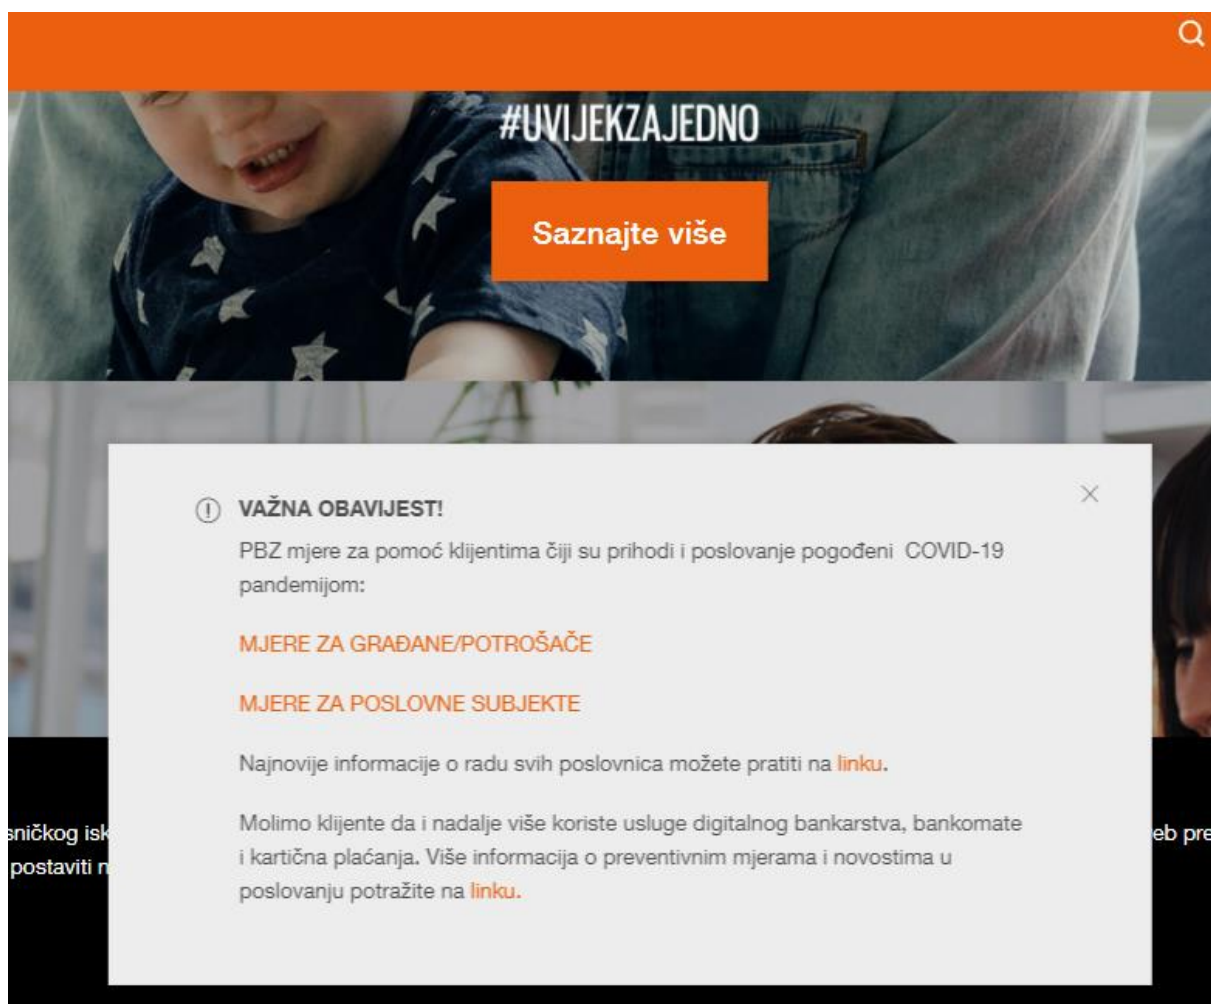 #UVIJEKZAJEDNO
Saznajte više
VAŽNA OBAVIJEST!
PBZ mjere za pomoć klijentima čiji su prihodi i poslovanje pogođeni COVID-19
pandemijom:
MJERE ZA GRAĐANE/POTROŠAČE
MJERE ZA POSLOVNE SUBJEKTE
Najnovije informacije o radu svih poslovnica možete pratiti na linku.
Molimo klijente da i nadalje više koriste usluge digitalnog bankarstva, bankomate
i kartična plaćanja. Više informacija o preventivnim mjerama i novostima u
poslovanju potražite na linku.
postaviti